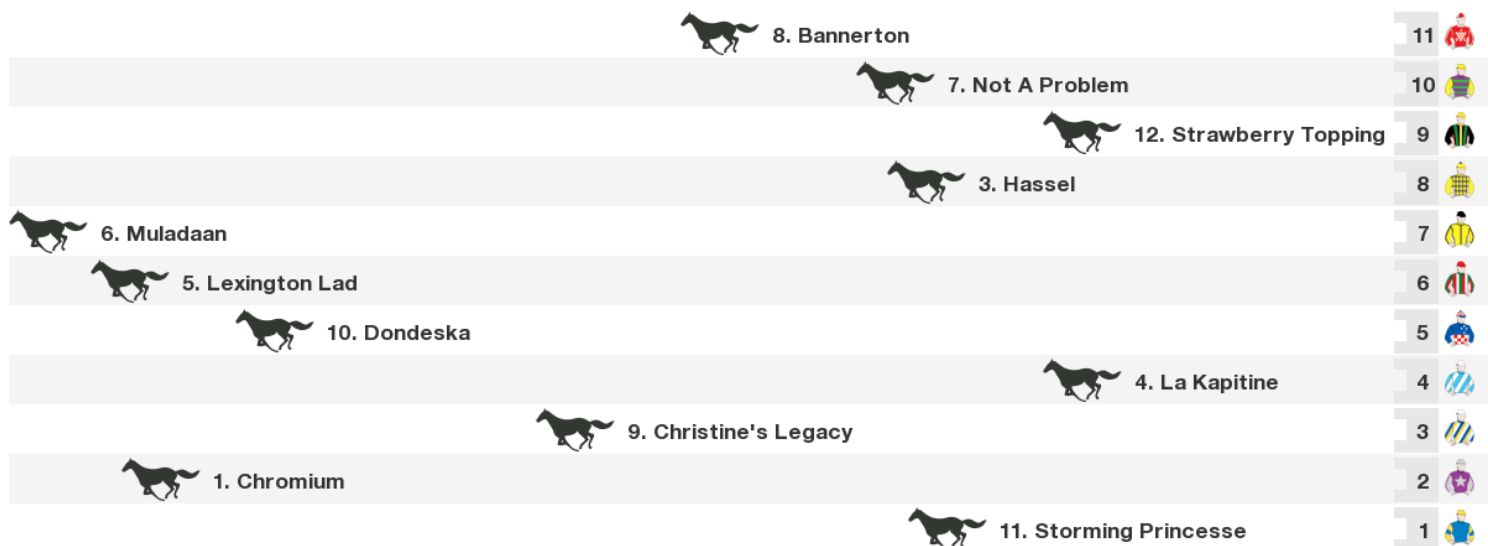 8. Bannerton 11
7. Not A Problem 10
12. Strawberry Topping 9
3. Hassel 8
6. Muladaan 7
5. Lexington Lad 6
10. Dondeska 5
4. La Kapitine 4
9. Christine's Legacy 3
1. Chromium 2
11. Storming Princesse 1